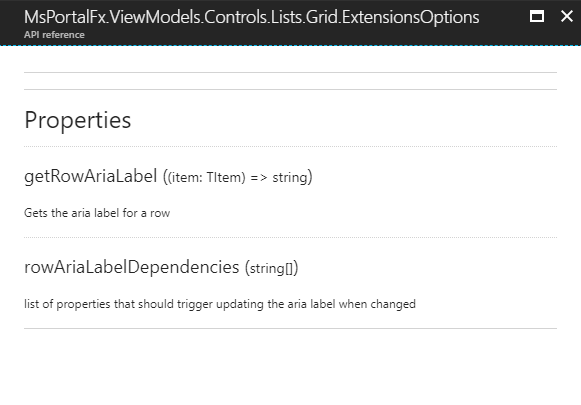 MsPortalFx.ViewModels.Controls.Lists.Grid.ExtensionsOptions
API reference
Properties
getRowAriaLabel ((item: TItem) => string)
Gets the aria label for a row
rowAriaLabelDependencies (string[])
list of properties that should trigger updating the aria label when changed